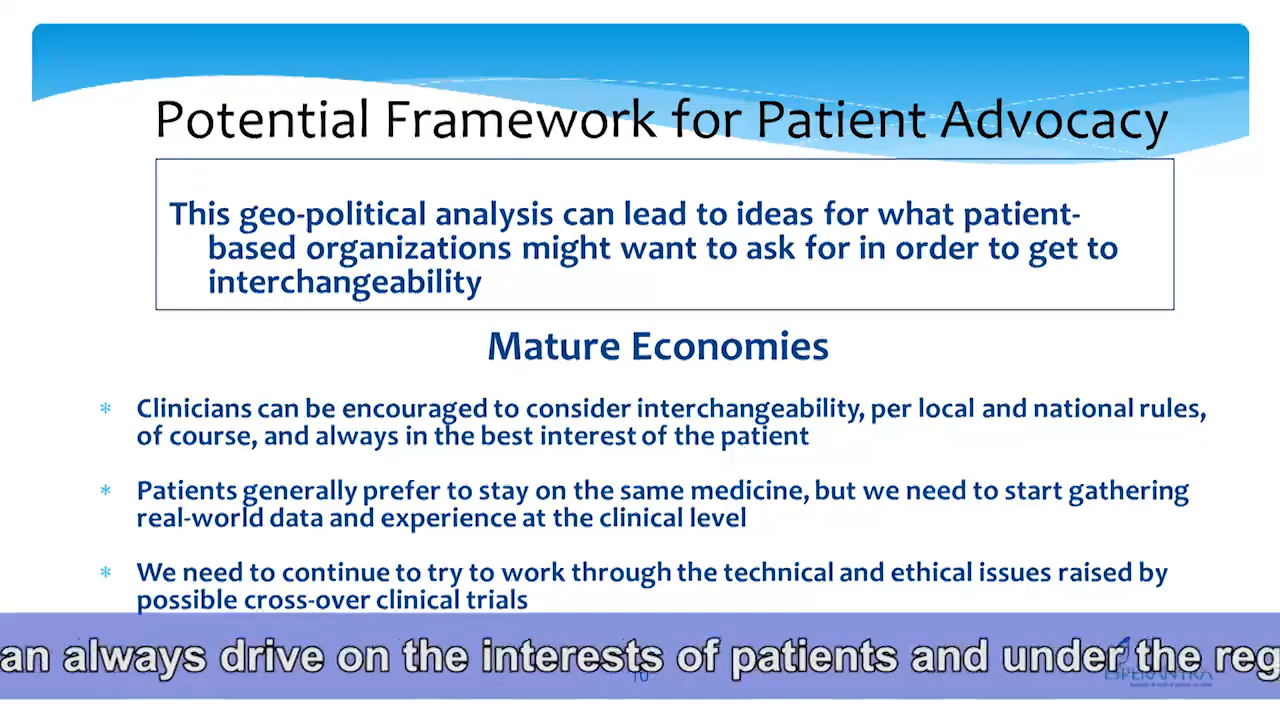 Potential Framework for Patient Advocacy
This geo-political analysis can lead to ideas for what patient-
based organizations might want to ask for in order to get to
interchangeability
Mature Economies
* Clinicians can be encouraged to consider interchangeability, per local and national rules,
of course, and always in the best interest of the patient
* Patients generally prefer to stay on the same medicine, but we need to start gathering
real-world data and experience at the clinical level
* We need to continue to try to work through the technical and ethical issues raised by
possible cross-over clinical trials
an always drive on the interests of patients and under the reg
10
ESPERANTRA